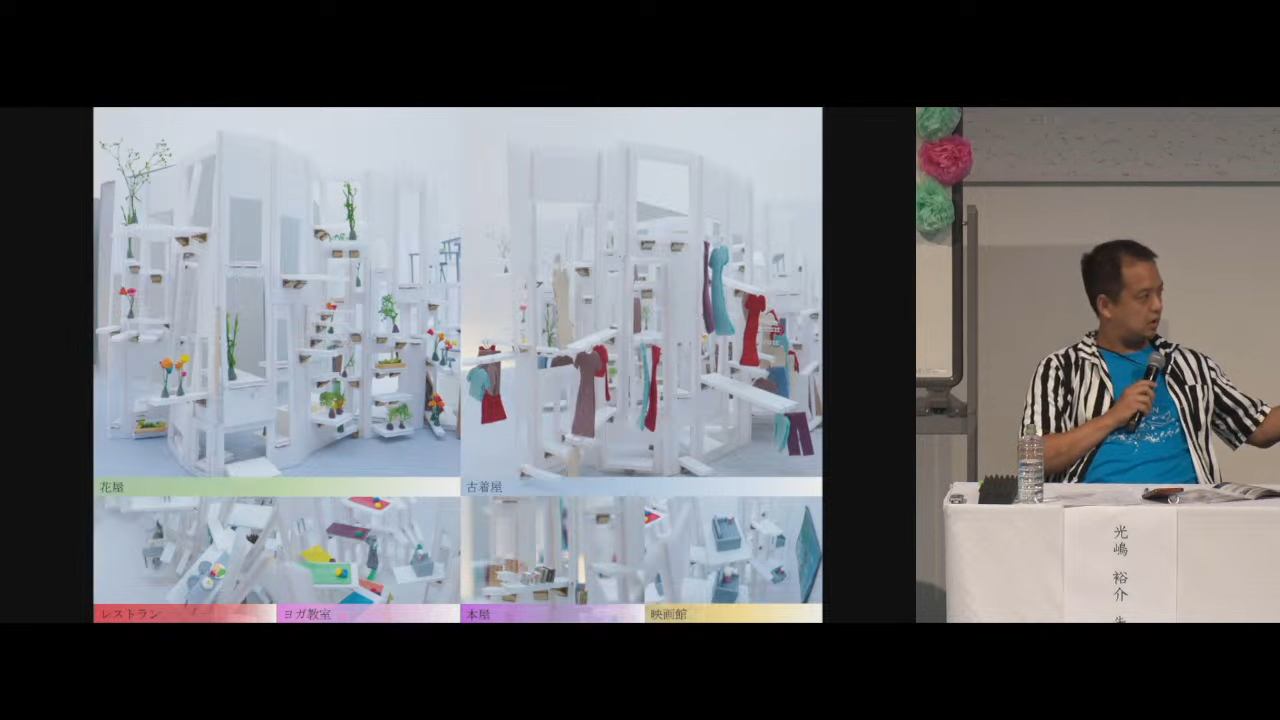 花屋
古着屋
レストラン
ヨガ教室
本屋
映画館
光嶋 裕介